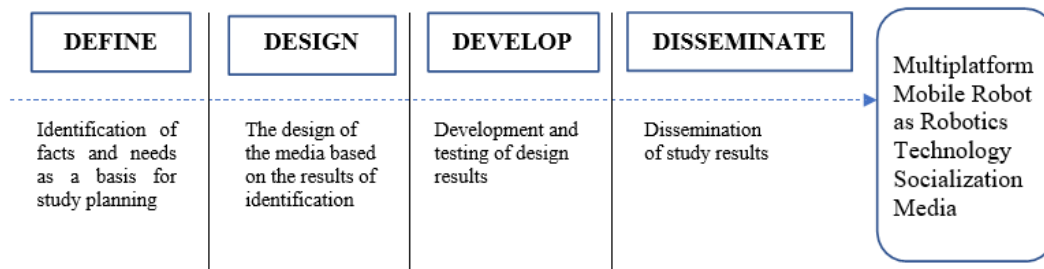 DEFINE
DESIGN
DEVELOP
DISSEMINATE
Identification of
facts and needs
as a basis for
study planning
The design of
the media based
on the results of
identification
Development and
testing of design
results
Dissemination
of study results
Multiplatform
Mobile Robot
as Robotics
Technology
Socialization
Media